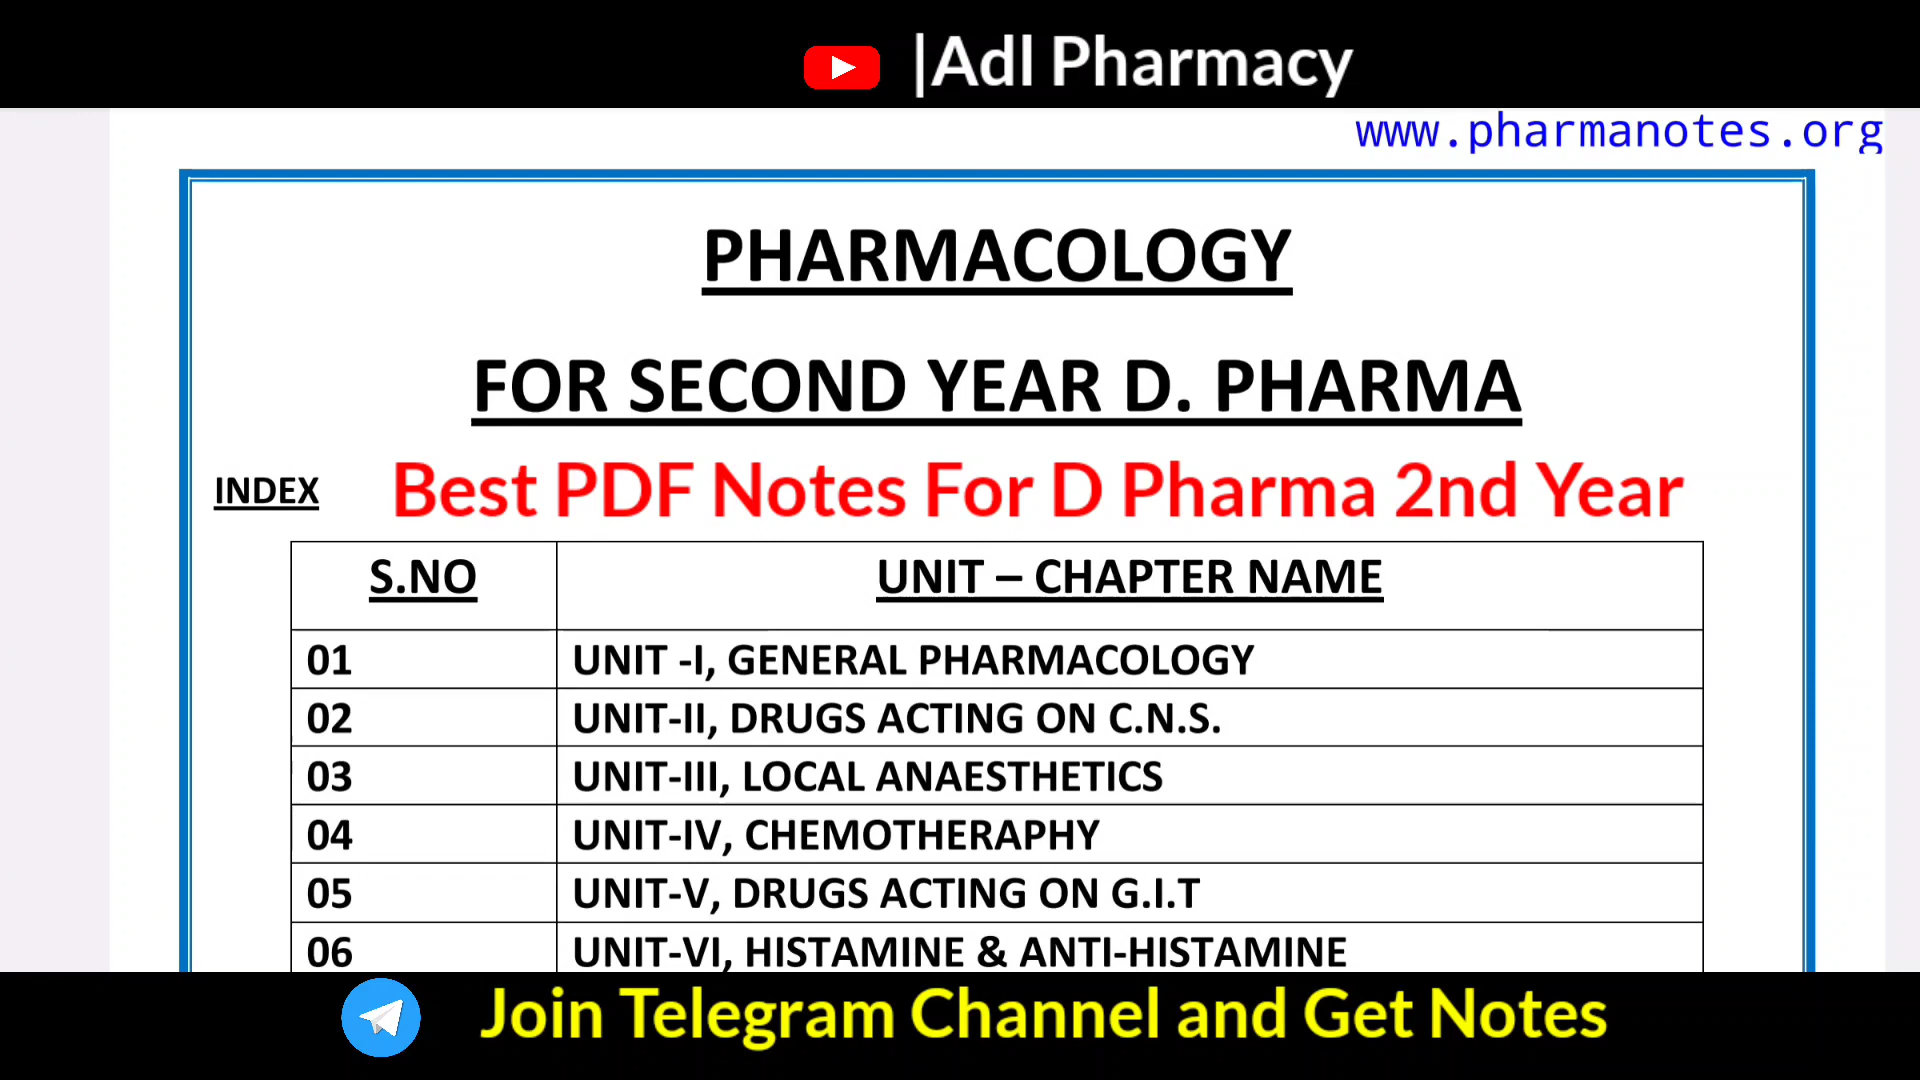 |Adl Pharmacy
www.pharmanotes.org
PHARMACOLOGY
FOR SECOND YEAR D. PHARMA
INDEX Best PDF Notes For D Pharma 2nd Year
S.NO UNIT – CHAPTER NAME
01 UNIT -I, GENERAL PHARMACOLOGY
02 UNIT-II, DRUGS ACTING ON C.N.S.
03 UNIT-III, LOCAL ANAESTHETICS
04 UNIT-IV, CHEMOTHERAPHY
05 UNIT-V, DRUGS ACTING ON G.I.T
06 UNIT-VI, HISTAMINE & ANTI-HISTAMINE
Join Telegram Channel and Get Notes